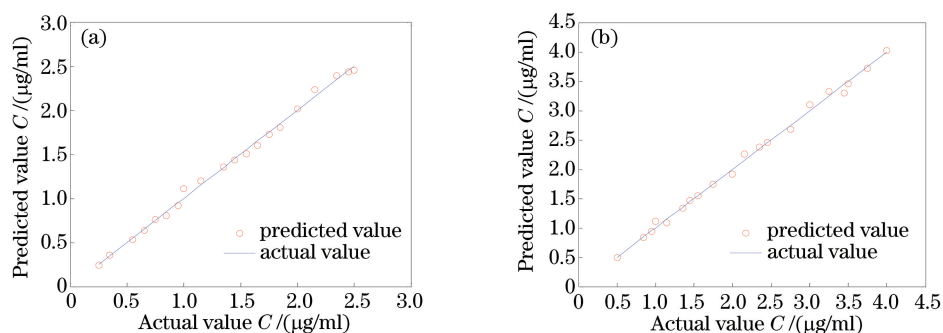 (a)
Predicted value C /(μg/ml)
3.0
2.5
2.0
1.5
1.0
0.5
0
predicted value
actual value
0 0.5 1.0 1.5 2.0 2.5 3.0
Actual value C /(μg/ml)
(b)
Predicted value C /(μg/ml)
4.5
4.0
3.5
3.0
2.5
2.0
1.5
1.0
0.5
0
predicted value
actual value
0 0.5 1.0 1.5 2.0 2.5 3.0 3.5 4.0 4.5
Actual value C /(μg/ml)